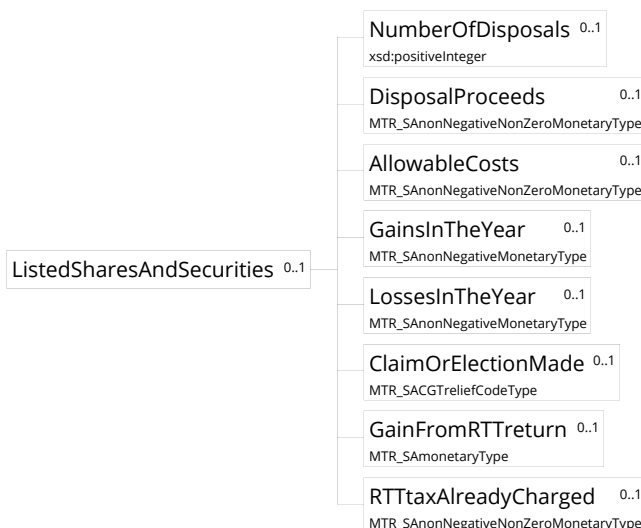 NumberOfDisposals 0..1
xsd:positiveInteger
DisposalProceeds 0..1
MTR_SAnonNegativeNonZeroMonetaryType
AllowableCosts 0..1
MTR_SAnonNegativeNonZeroMonetaryType
GainsInTheYear 0..1
MTR_SAnonNegativeMonetaryType
ListedSharesAndSecurities 0..1
LossesInTheYear 0..1
MTR_SAnonNegativeMonetaryType
ClaimOrElectionMade 0..1
MTR_SACGTreliefCodeType
GainFromRTTreturn 0..1
MTR_SAmonetaryType
RTTtaxAlreadyCharged 0..1
MTR_SAnonNegativeNonZeroMonetaryType